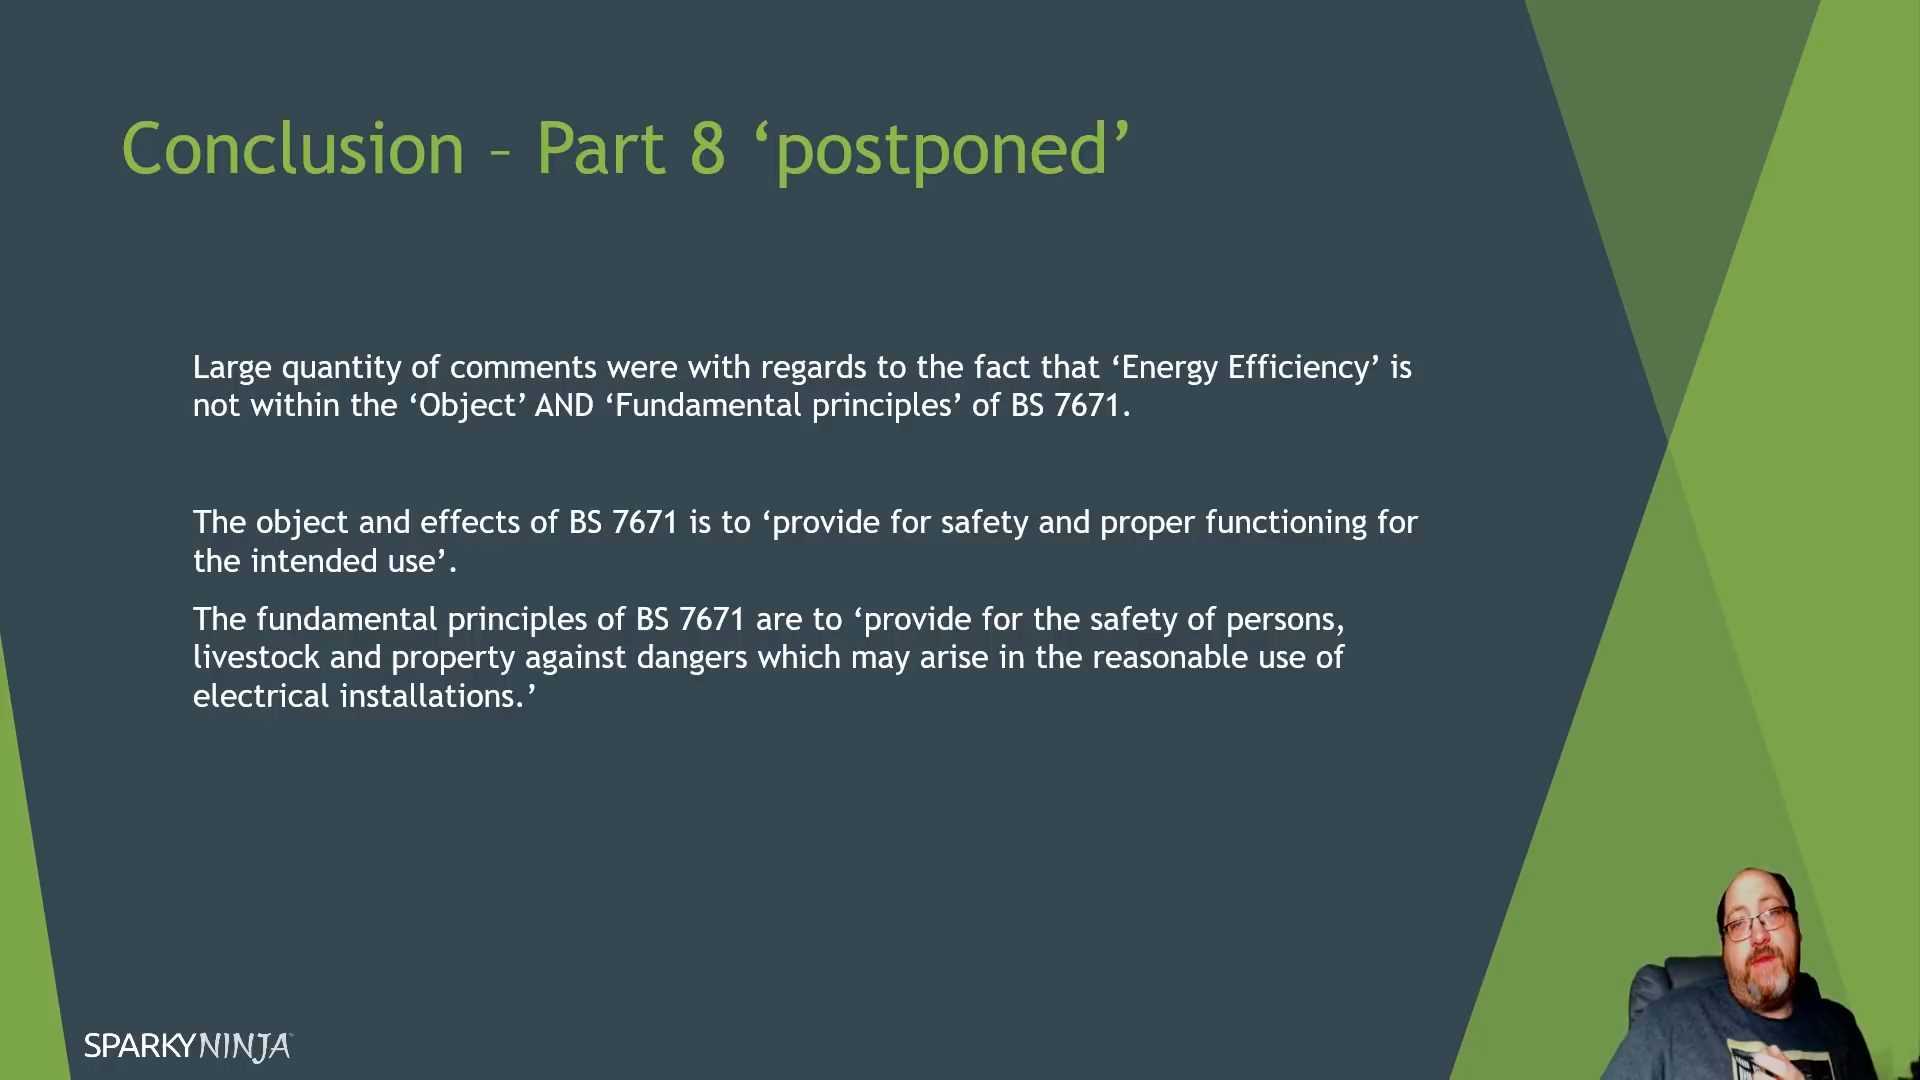 Conclusion – Part 8 ‘postponed’
Large quantity of comments were with regards to the fact that ‘Energy Efficiency’ is
not within the ‘Object’ AND ‘Fundamental principles’ of BS 7671.
The object and effects of BS 7671 is to ‘provide for safety and proper functioning for
the intended use’.
The fundamental principles of BS 7671 are to ‘provide for the safety of persons,
livestock and property against dangers which may arise in the reasonable use of
electrical installations.’
SPARKYNINJA